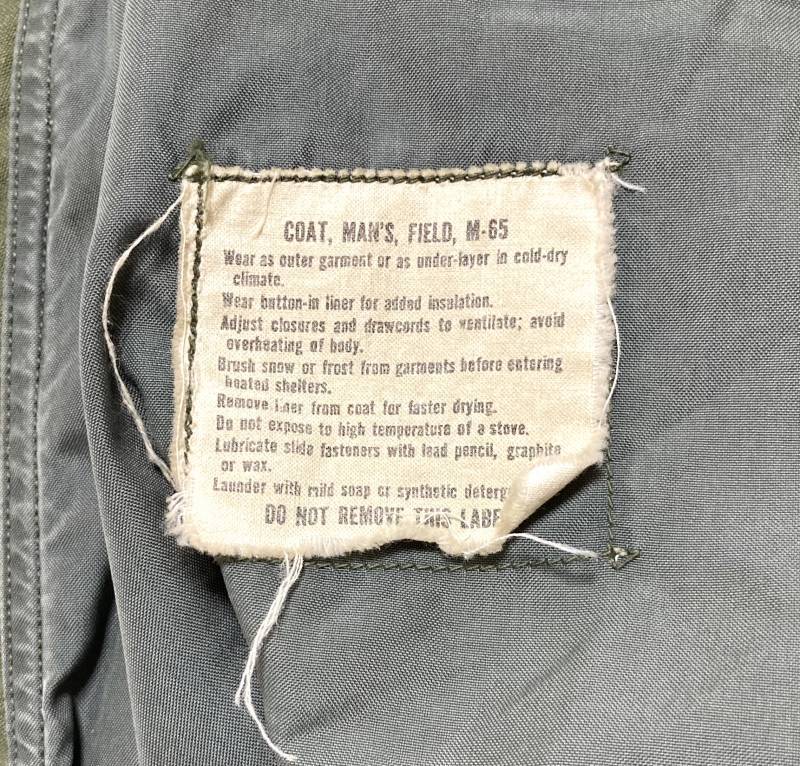 COAT, MAN'S, FIELD, M-65
Wear as outer garment or as under-layer in cold-dry
climate.
Wear button-in liner for added insulation.
Adjust closures and drawcords to ventilate; avoid
overheating of body.
Brush snow or frost from garments before entering
heated shelters.
Remove liner from coat for faster drying.
Do not expose to high temperature of a stove.
Lubricate slide fasteners with lead pencil, graphite
or wax.
Launder with mild soap or synthetic deterg
DO NOT REMOVE THIS LABE